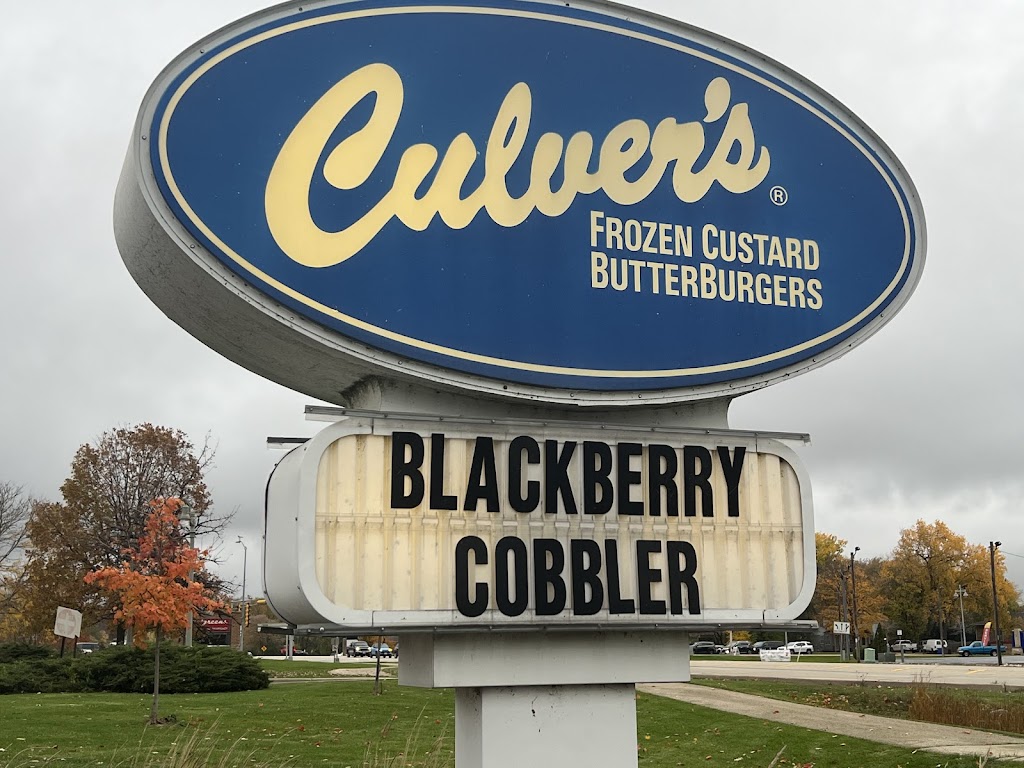 Culver's®
FROZEN CUSTARD
BUTTERBURGERS
BLACKBERRY
COBBLER